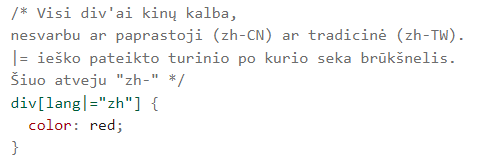 /* Visi div'ai kinų kalba,
nesvarbu ar paprastoji (zh-CN) ar tradicinė (zh-TW).
|= ieško pateikto turinio po kurio seka brūkšnelis.
Šiuo atveju "zh-" */
div[lang|="zh"] {
  color: red;
}